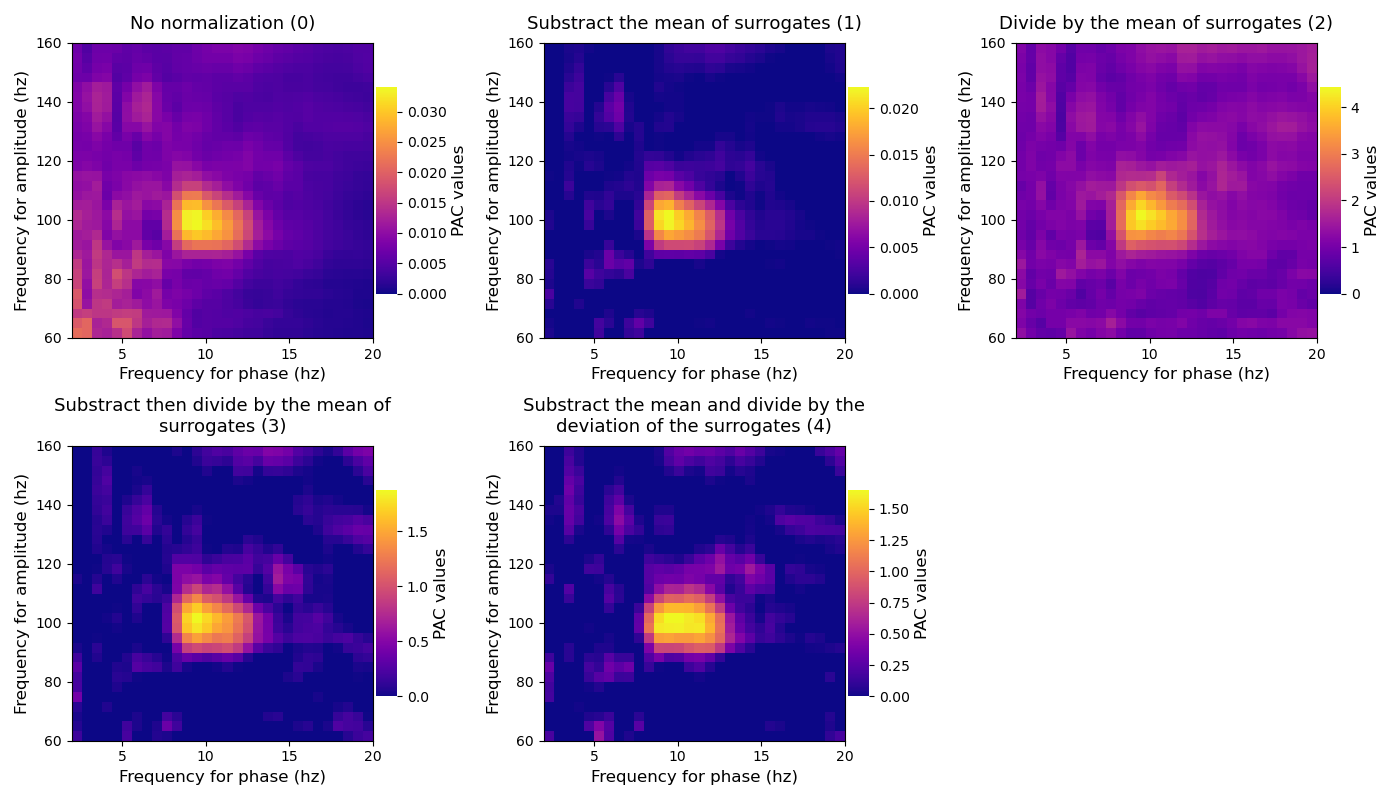 No normalization (0)
Frequency for amplitude (hz)
160
140
120
100
80
60
5 10 15 20
Frequency for phase (hz)
0.030
0.025
0.020
0.015
0.010
0.005
0.000
PAC values
Substract the mean of surrogates (1)
Frequency for amplitude (hz)
160
140
120
100
80
60
5 10 15 20
Frequency for phase (hz)
0.020
0.015
0.010
0.005
0.000
PAC values
Divide by the mean of surrogates (2)
Frequency for amplitude (hz)
160
140
120
100
80
60
5 10 15 20
Frequency for phase (hz)
4
3
2
1
0
PAC values
Substract then divide by the mean of
surrogates (3)
Frequency for amplitude (hz)
160
140
120
100
80
60
5 10 15 20
Frequency for phase (hz)
1.5
1.0
0.5
0.0
PAC values
Substract the mean and divide by the
deviation of the surrogates (4)
Frequency for amplitude (hz)
160
140
120
100
80
60
5 10 15 20
Frequency for phase (hz)
1.50
1.25
1.00
0.75
0.50
0.25
0.00
PAC values